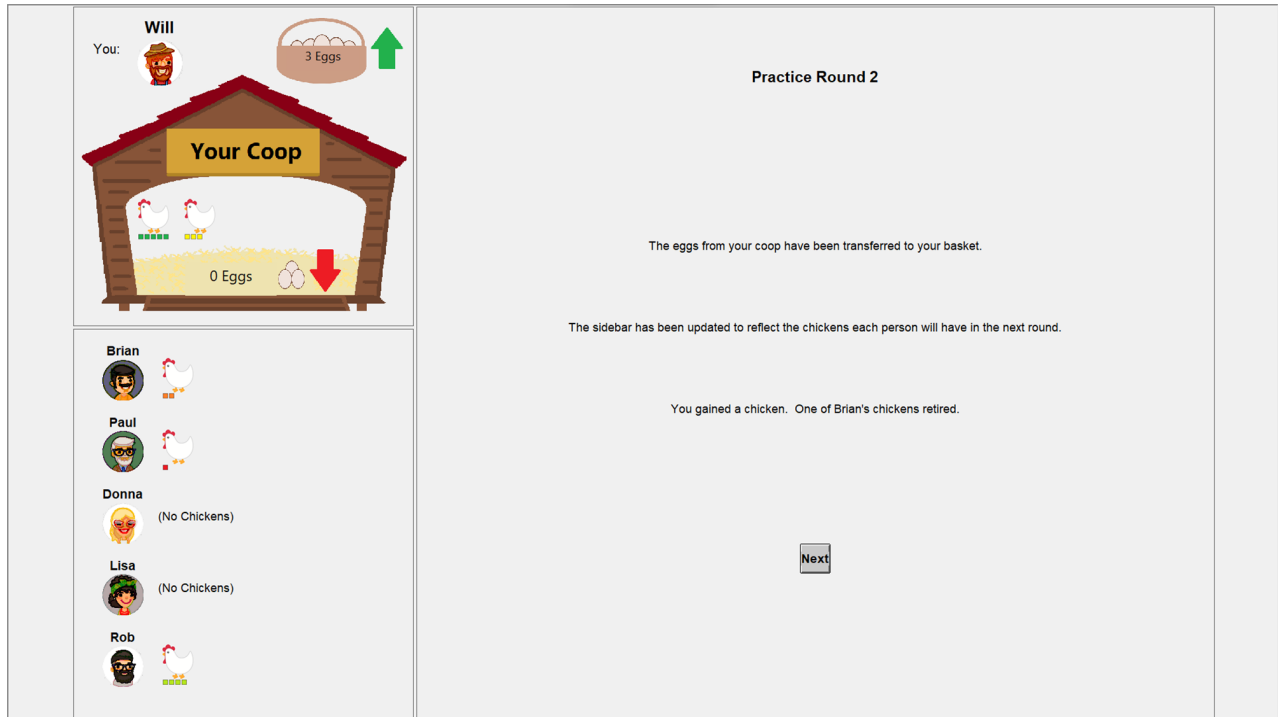 Will
You:
3 Eggs
Your Coop
0 Eggs
Brian
Paul
Donna
(No Chickens)
Lisa
(No Chickens)
Rob
Practice Round 2
The eggs from your coop have been transferred to your basket.
The sidebar has been updated to reflect the chickens each person will have in the next round.
You gained a chicken.  One of Brian's chickens retired.
Next